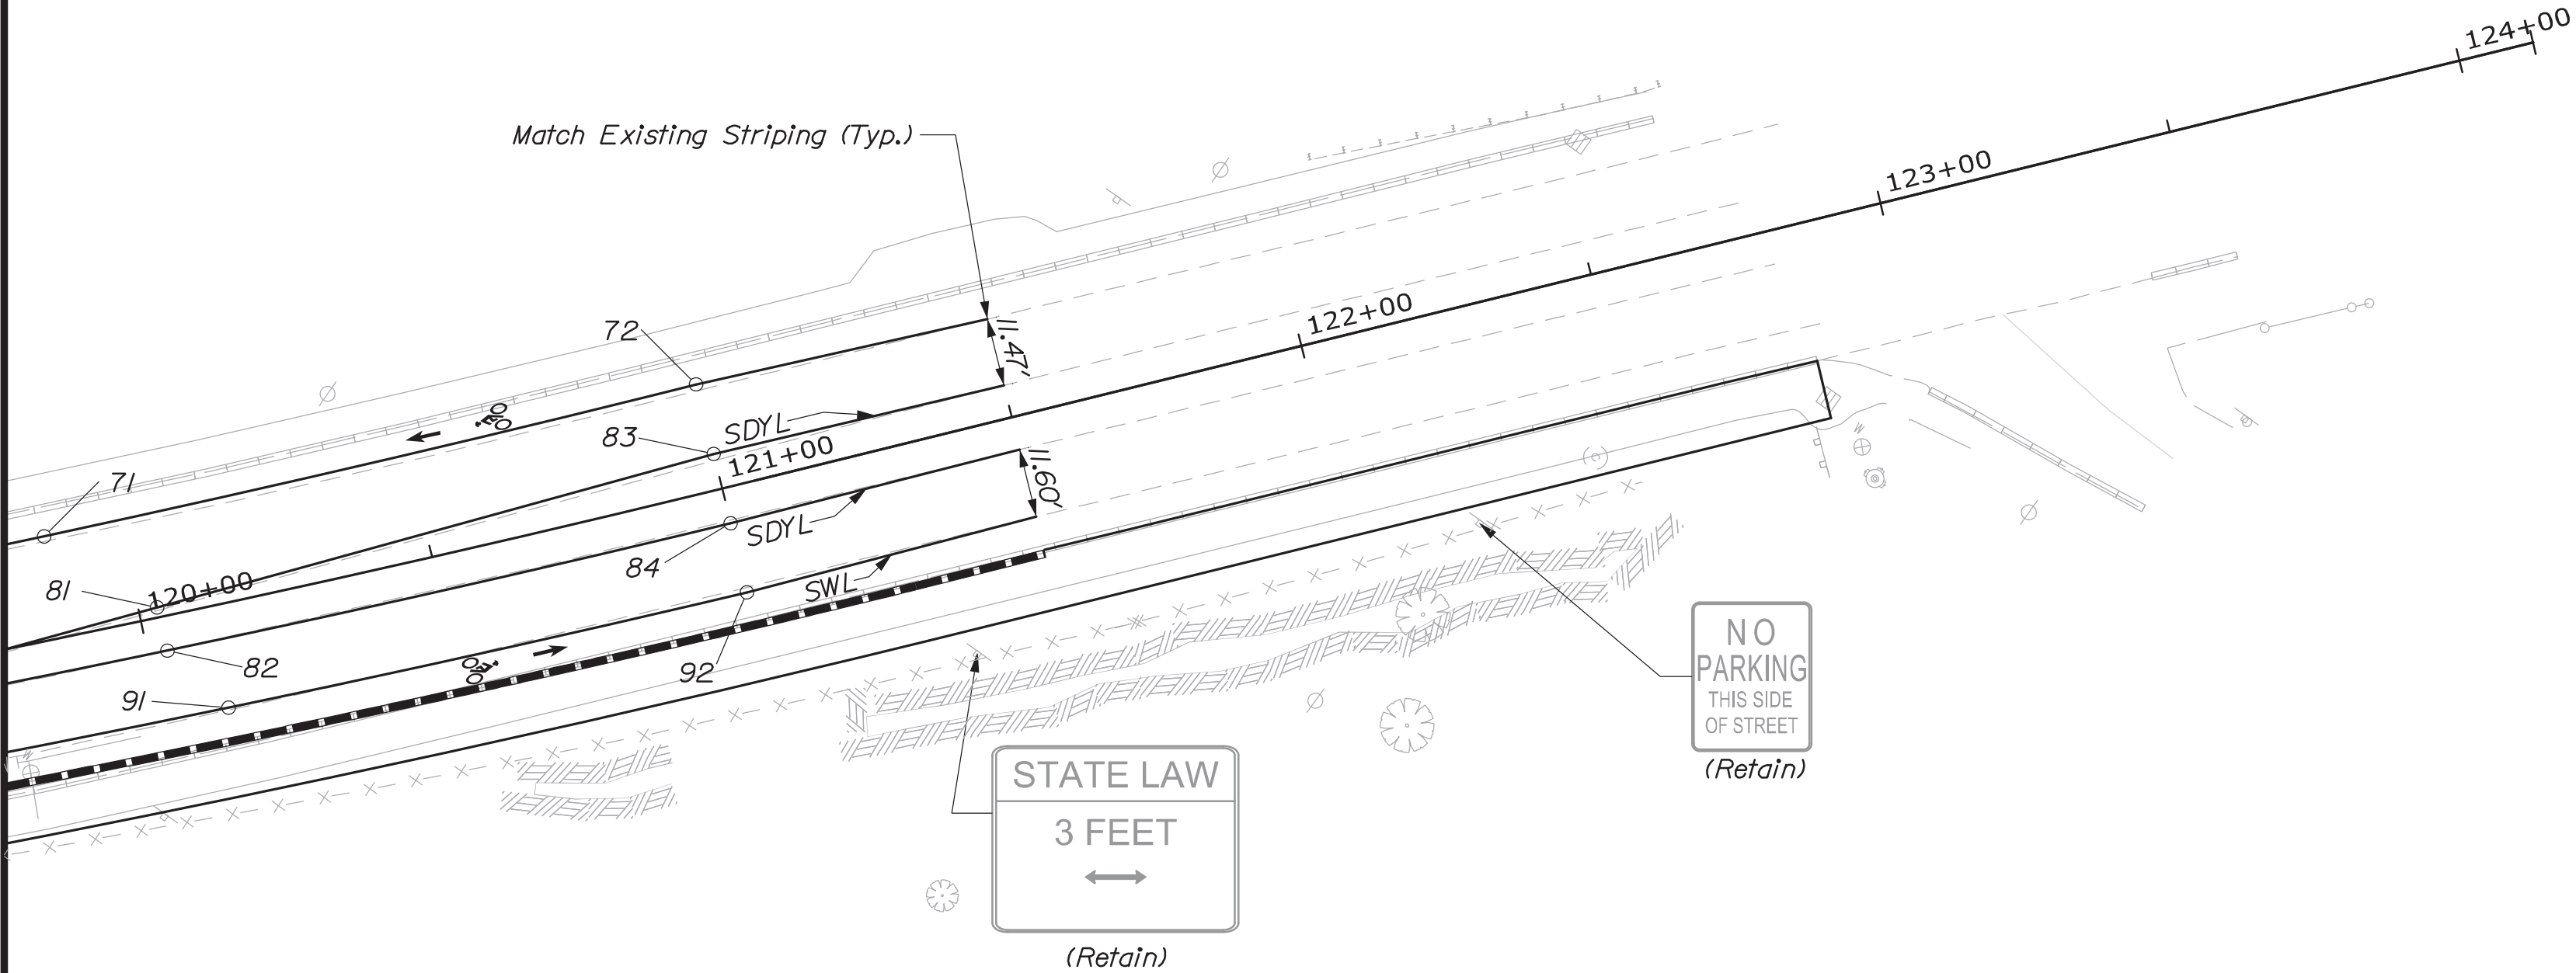 124+00
Match Existing Striping (Typ.)
123+00
122+00
11.47'
72
SDYL
83
121+00
71
11.60'
SDYL
84
81
120+00
SWL
82
92
91
NO
PARKING
THIS SIDE
OF STREET
(Retain)
STATE LAW
3 FEET
(Retain)